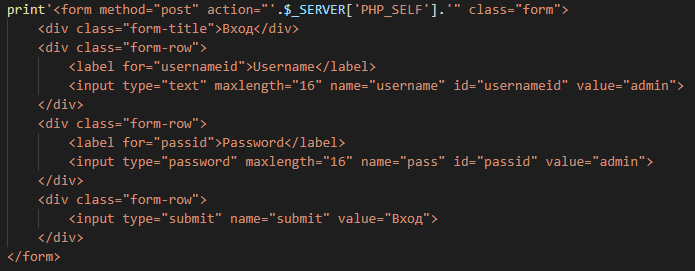 print'<form method="post" action="'.$_SERVER['PHP_SELF'].'" class="form">
<div class="form-title">Вход</div>
<div class="form-row">
<label for="usernameid">Username</label>
<input type="text" maxlength="16" name="username" id="usernameid" value="admin">
</div>
<div class="form-row">
<label for="passid">Password</label>
<input type="password" maxlength="16" name="pass" id="passid" value="admin">
</div>
<div class="form-row">
<input type="submit" name="submit" value="Вход">
</div>
</form>